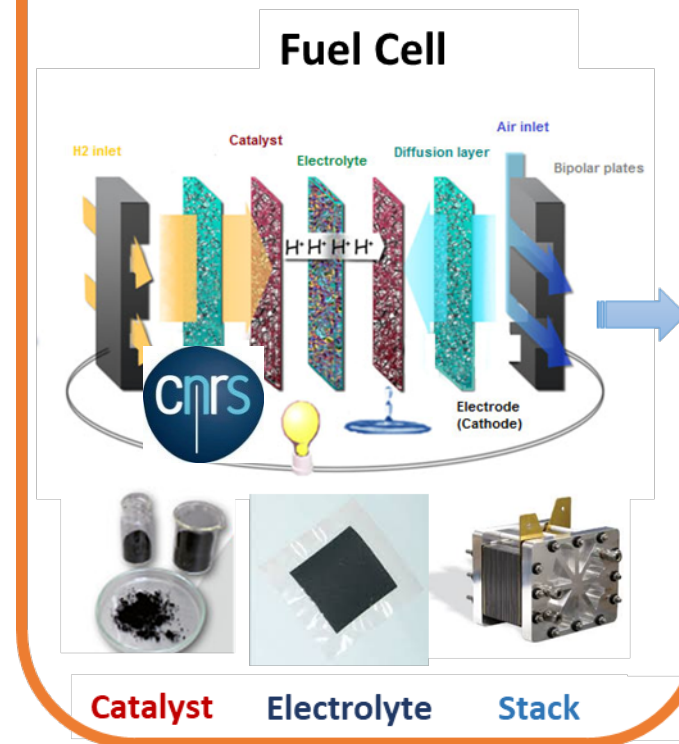 Fuel Cell
Air inlet
Catalyst
H2 inlet
Electrolyte
Diffusion layer
Bipolar plates
H+ H+ H+ H+
cnrs
Electrode
(Cathode)
Catalyst Electrolyte Stack